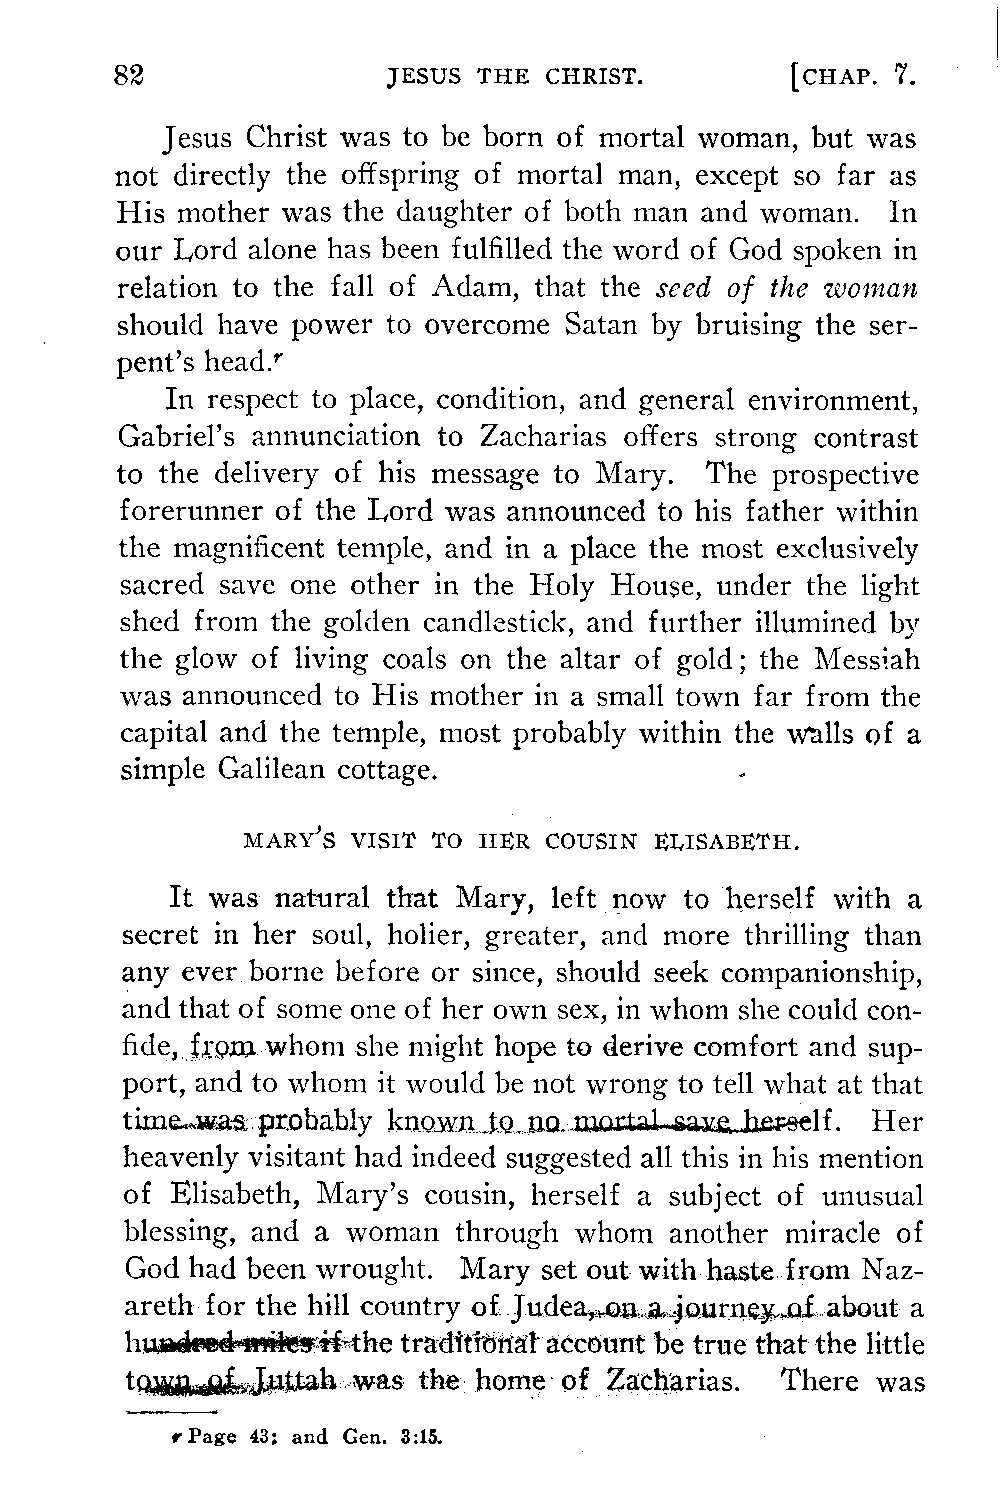 82 JESUS THE CHRIST. [CHAP. 7.
Jesus Christ was to be born of mortal woman, but was
not directly the offspring of mortal man, except so far as
His mother was the daughter of both man and woman. In
our Lord alone has been fulfilled the word of God spoken in
relation to the fall of Adam, that the seed of the woman
should have power to overcome Satan by bruising the ser-
pent's head.r
In respect to place, condition, and general environment,
Gabriel's annunciation to Zacharias offers strong contrast
to the delivery of his message to Mary. The prospective
forerunner of the Lord was announced to his father within
the magnificent temple, and in a place the most exclusively
sacred save one other in the Holy House, under the light
shed from the golden candlestick, and further illumined by
the glow of living coals on the altar of gold; the Messiah
was announced to His mother in a small town far from the
capital and the temple, most probably within the walls of a
simple Galilean cottage.
MARY'S VISIT TO HER COUSIN ELISABETH.
It was natural that Mary, left now to herself with a
secret in her soul, holier, greater, and more thrilling than
any ever borne before or since, should seek companionship,
and that of some one of her own sex, in whom she could con-
fide, from whom she might hope to derive comfort and sup-
port, and to whom it would be not wrong to tell what at that
time was probably known to no mortal save herself. Her
heavenly visitant had indeed suggested all this in his mention
of Elisabeth, Mary's cousin, herself a subject of unusual
blessing, and a woman through whom another miracle of
God had been wrought. Mary set out with haste from Naz-
areth for the hill country of Judea, on a journey of about a
hundred miles if the traditional account be true that the little
town of Juttah was the home of Zacharias. There was
r Page 43; and Gen. 3:15.